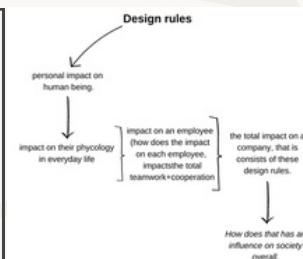 Design rules
personal impact on
human being.
impact on their phycology
in everyday life
impact on an employee
(how does the impact
on each employee,
impactsthe total
teamwork+cooperation
the total impact on a
company, that is
consists of these
design rules.
How does that has an
influence on society
overall.